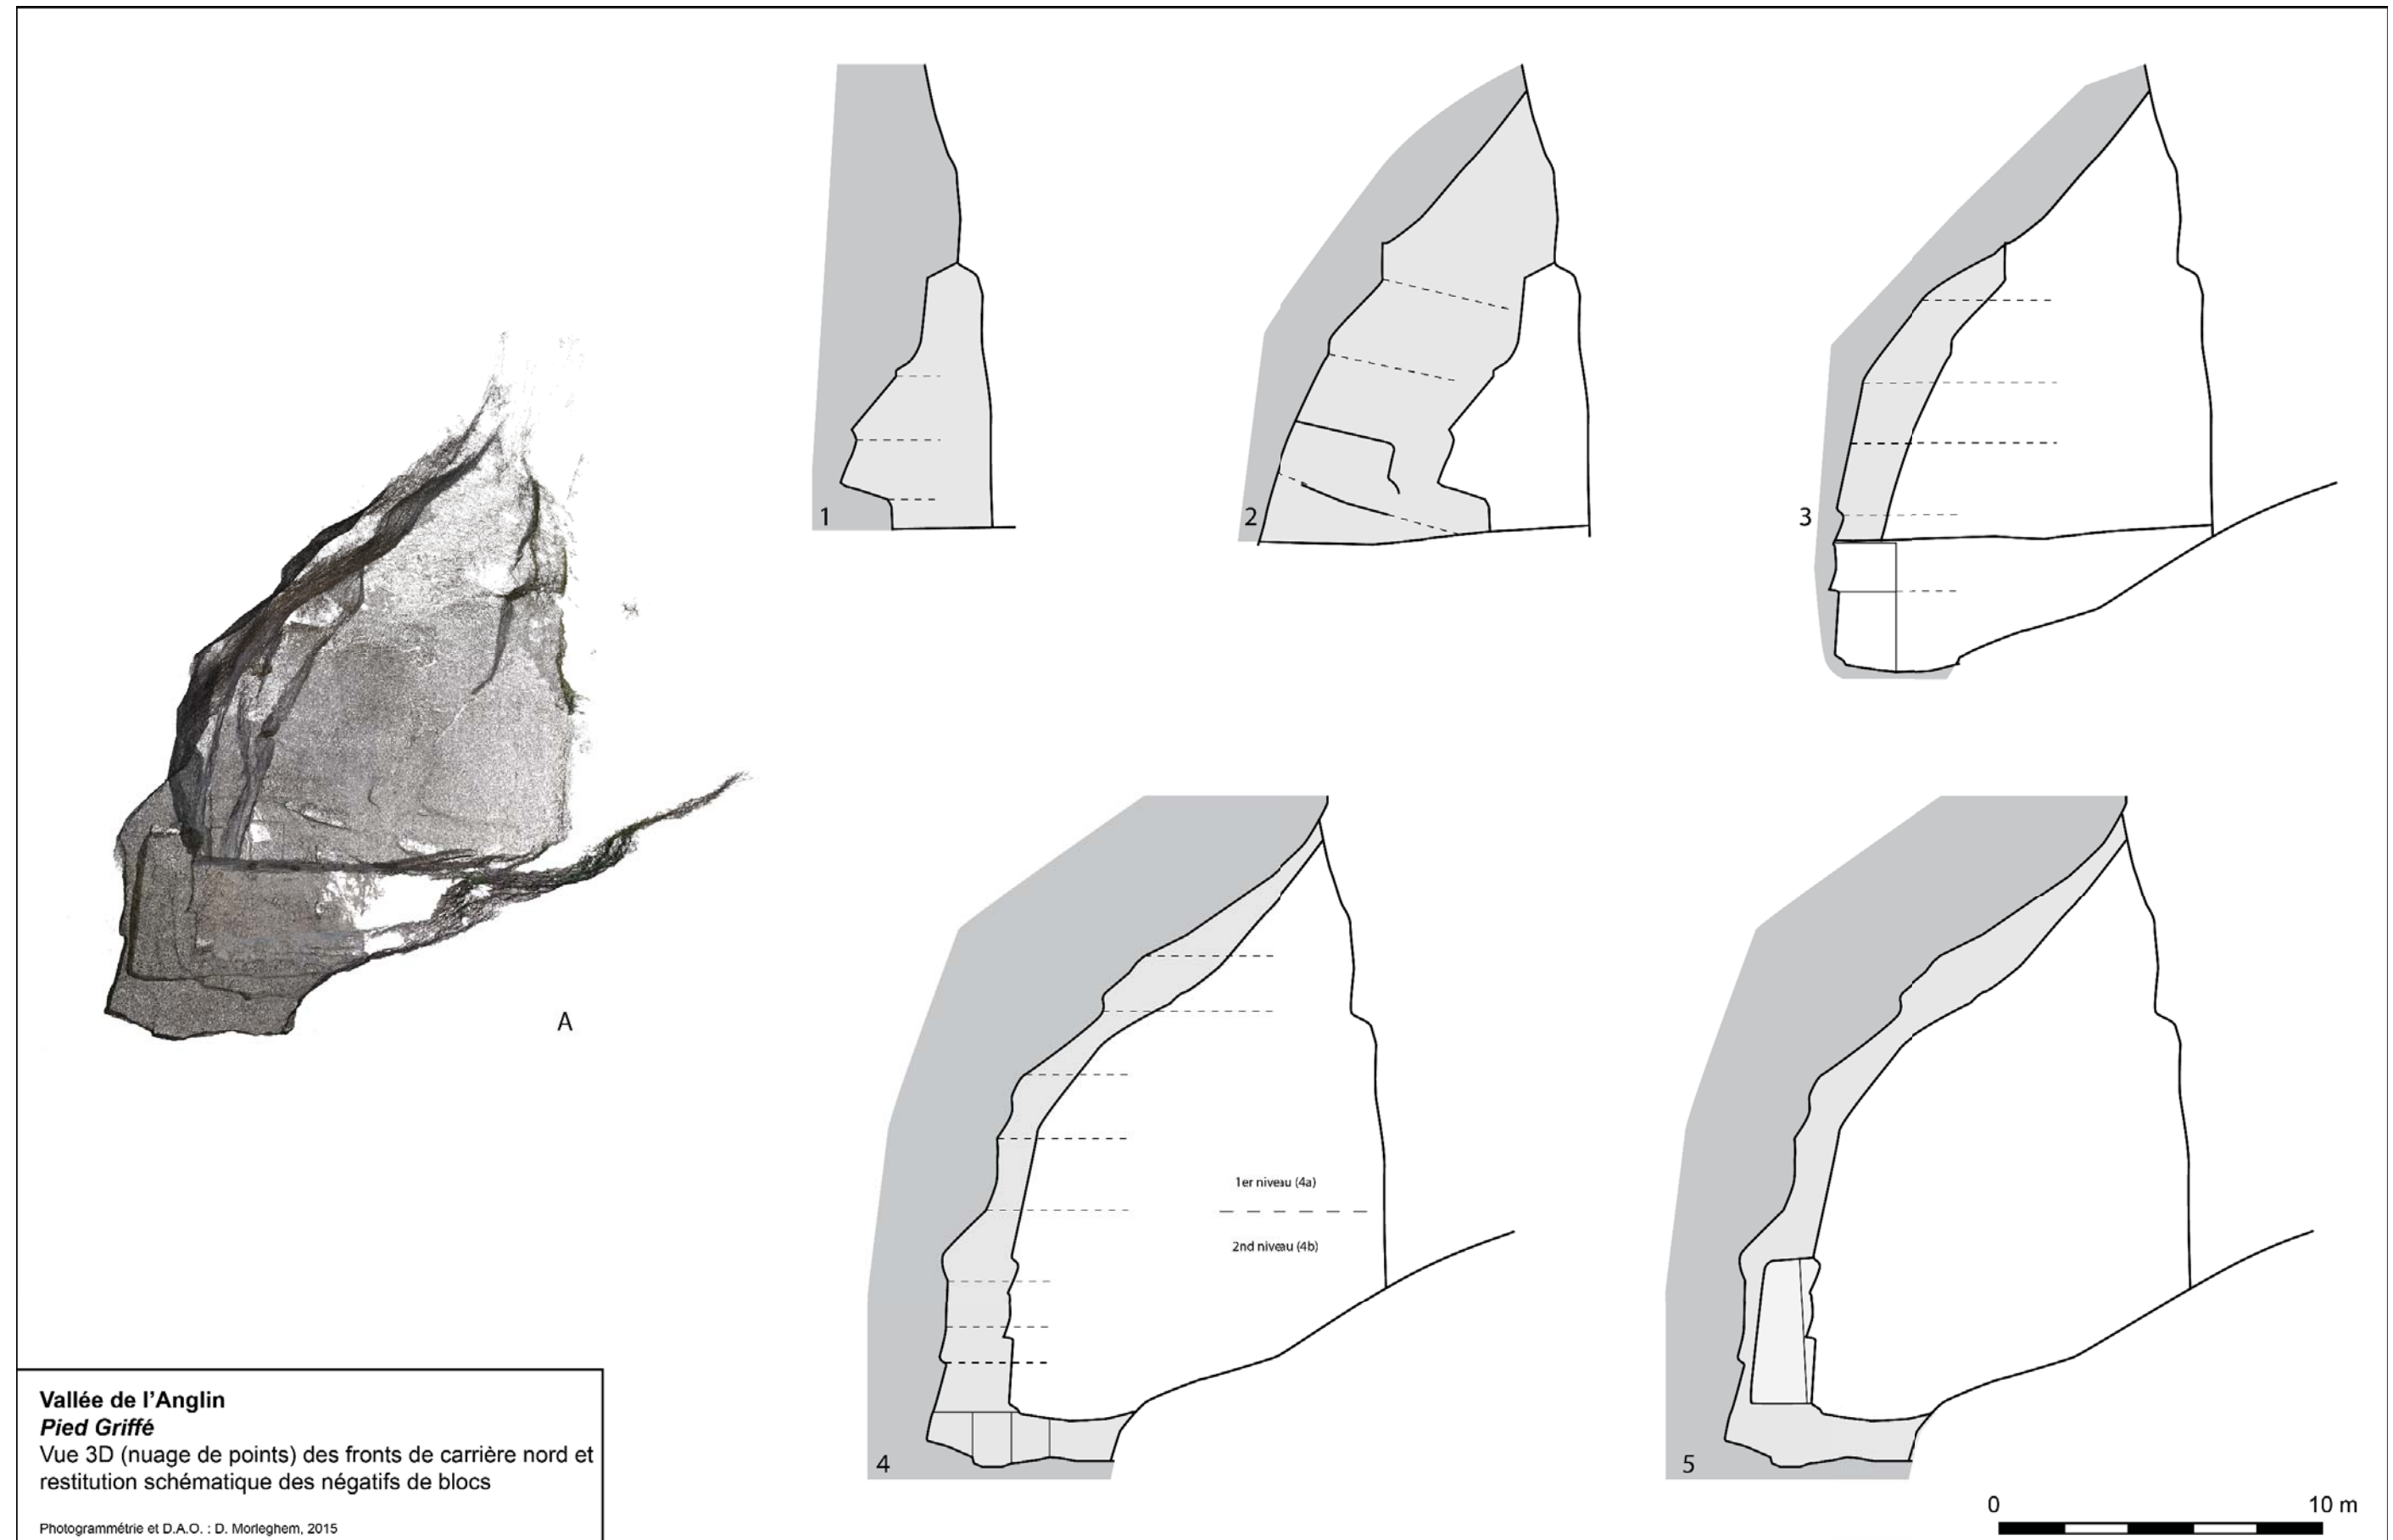 1
2
3
A
1er niveau (4a)
2nd niveau (4b)
4
5
Vallée de l'Anglin
Pied Griffé
Vue 3D (nuage de points) des fronts de carrière nord et
restitution schématique des négatifs de blocs
Photogrammétrie et D.A.O. : D. Morleghem, 2015
0 10 m